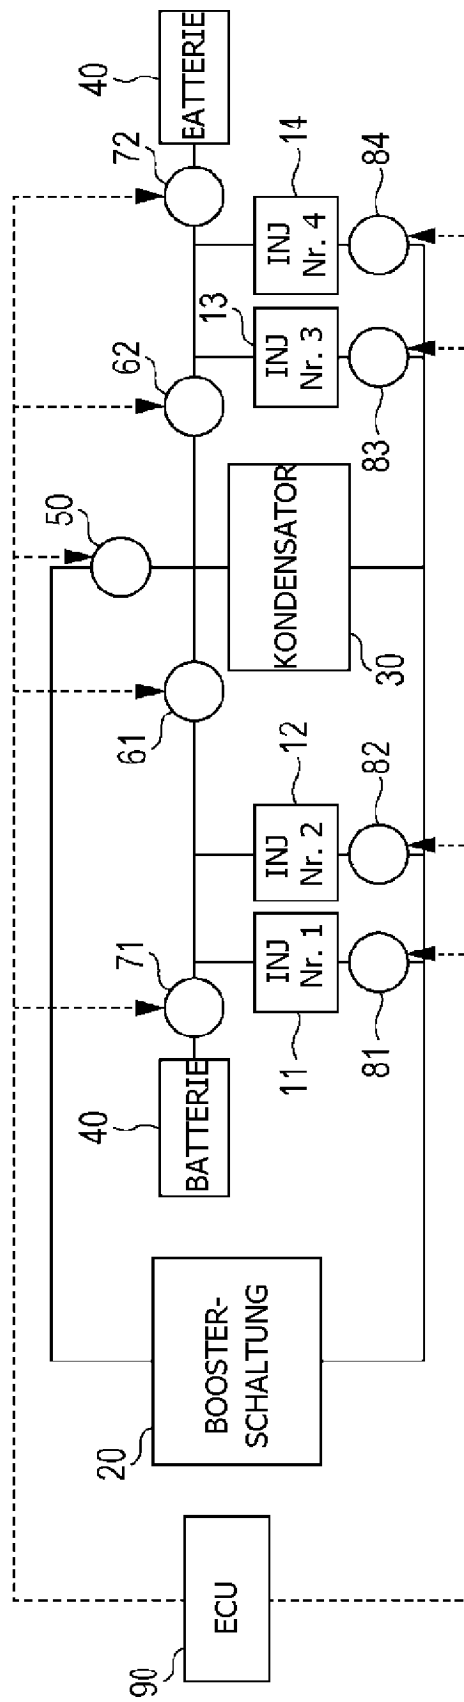 90
ECU
20
BOOSTER-
SCHALTUNG
40
BATTERIE
71
61
50
62
72
40
EATTERIE
11
INJ
Nr. 1
12
INJ
Nr. 2
KONDENSATOR
30
13
INJ
Nr. 3
14
INJ
Nr. 4
81
82
83
84